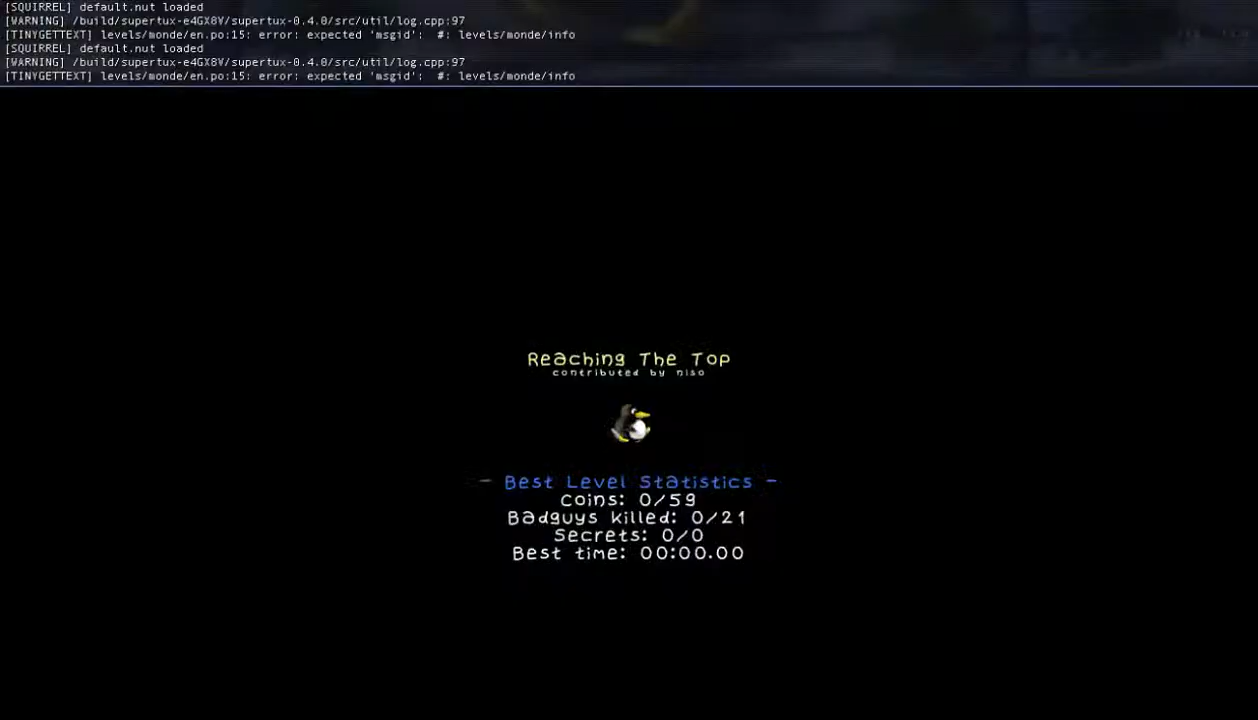 [SQUIRREL] default.nut loaded
[WARNING] /build/supertux-e4GX8V/supertux-0.4.0/src/util/log.cpp:97
[TINYGETTEXT] levels/monde/en.po:15: error: expected 'msgid':  #: levels/monde/info
[SQUIRREL] default.nut loaded
[WARNING] /build/supertux-e4GX8V/supertux-0.4.0/src/util/log.cpp:97
[TINYGETTEXT] levels/monde/en.po:15: error: expected 'msgid':  #: levels/monde/info
Reaching The Top
contributed by niso
- Best Level Statistics -
Coins: 0/59
Badguys killed: 0/21
Secrets: 0/0
Best time: 00:00.00